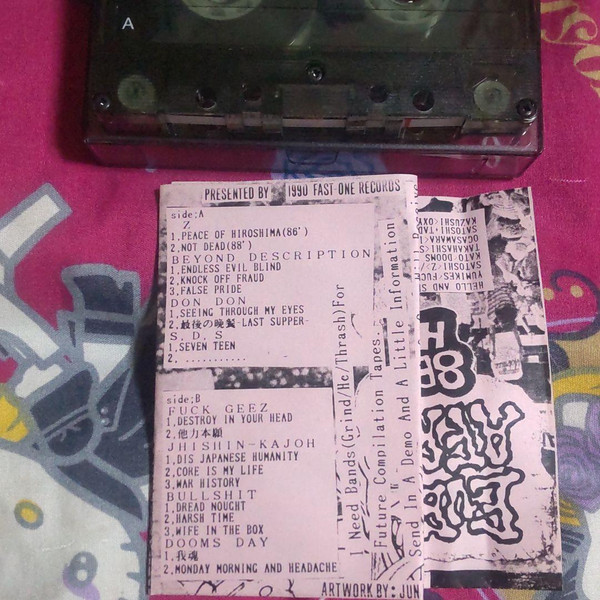 A
PRESENTED BY 1990 FAST ONE RECORDS
side:A
Z
1,PEACE OF HIROSHIMA(86')
2,NOT DEAD(88')
BEYOND DESCRIPTION
1,ENDLESS EVIL BLIND
2,KNOCK OFF FRAUD
3,FALSE PRIDE
DON DON
1,SEEING THROUGH MY EYES
2,最後の晩餐-LAST SUPPER-
S.D.S
1,SEVEN TEEN
2...............
side;B
FUCK GEEZ
1,DESTROY IN YOUR HEAD
2,他力本願
JHISHIN-KAJOH
1,DIS JAPANESE HUMANITY
2,CORE IS MY LIFE
3,WAR HISTORY
BULLSHIT
1,DREAD NOUGHT
2,HARSH TIME
3,WIFE IN THE BOX
DOOMS DAY
1,我魂
2,MONDAY MORNING AND HEADACHE
I Need Bands(Grind/Hc/Thrash)For
Future Compilation Tapes.
Send In A Demo And A Little Information!
ARTWORK BY: JUN
HELLO AND